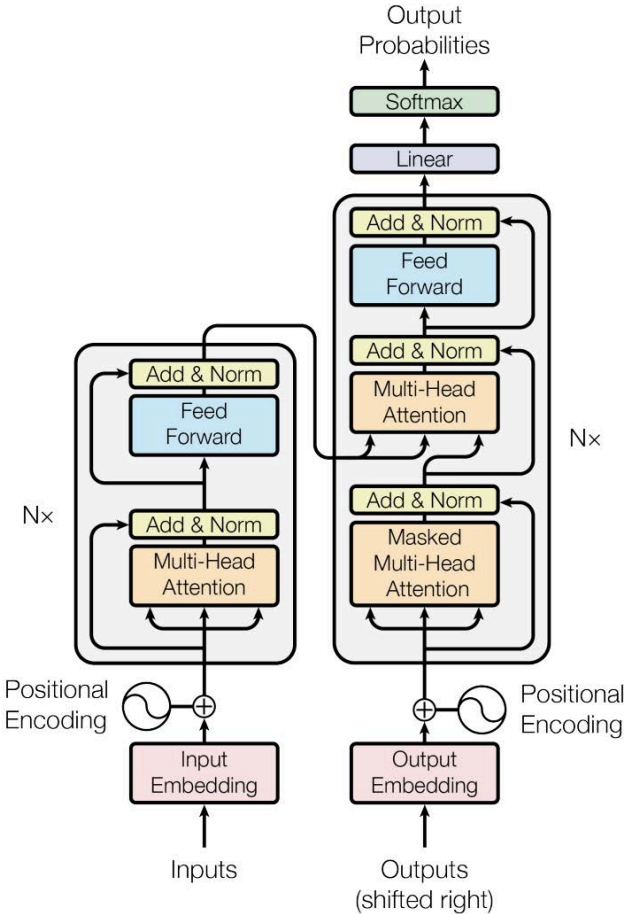 Output
Probabilities
Softmax
Linear
Add & Norm
Feed
Forward
Add & Norm
Multi-Head
Attention
Add & Norm
Masked
Multi-Head
Attention
Nx
Add & Norm
Feed
Forward
Add & Norm
Multi-Head
Attention
N×
Positional
Encoding
Positional
Encoding
Input
Embedding
Output
Embedding
Inputs
Outputs
(shifted right)